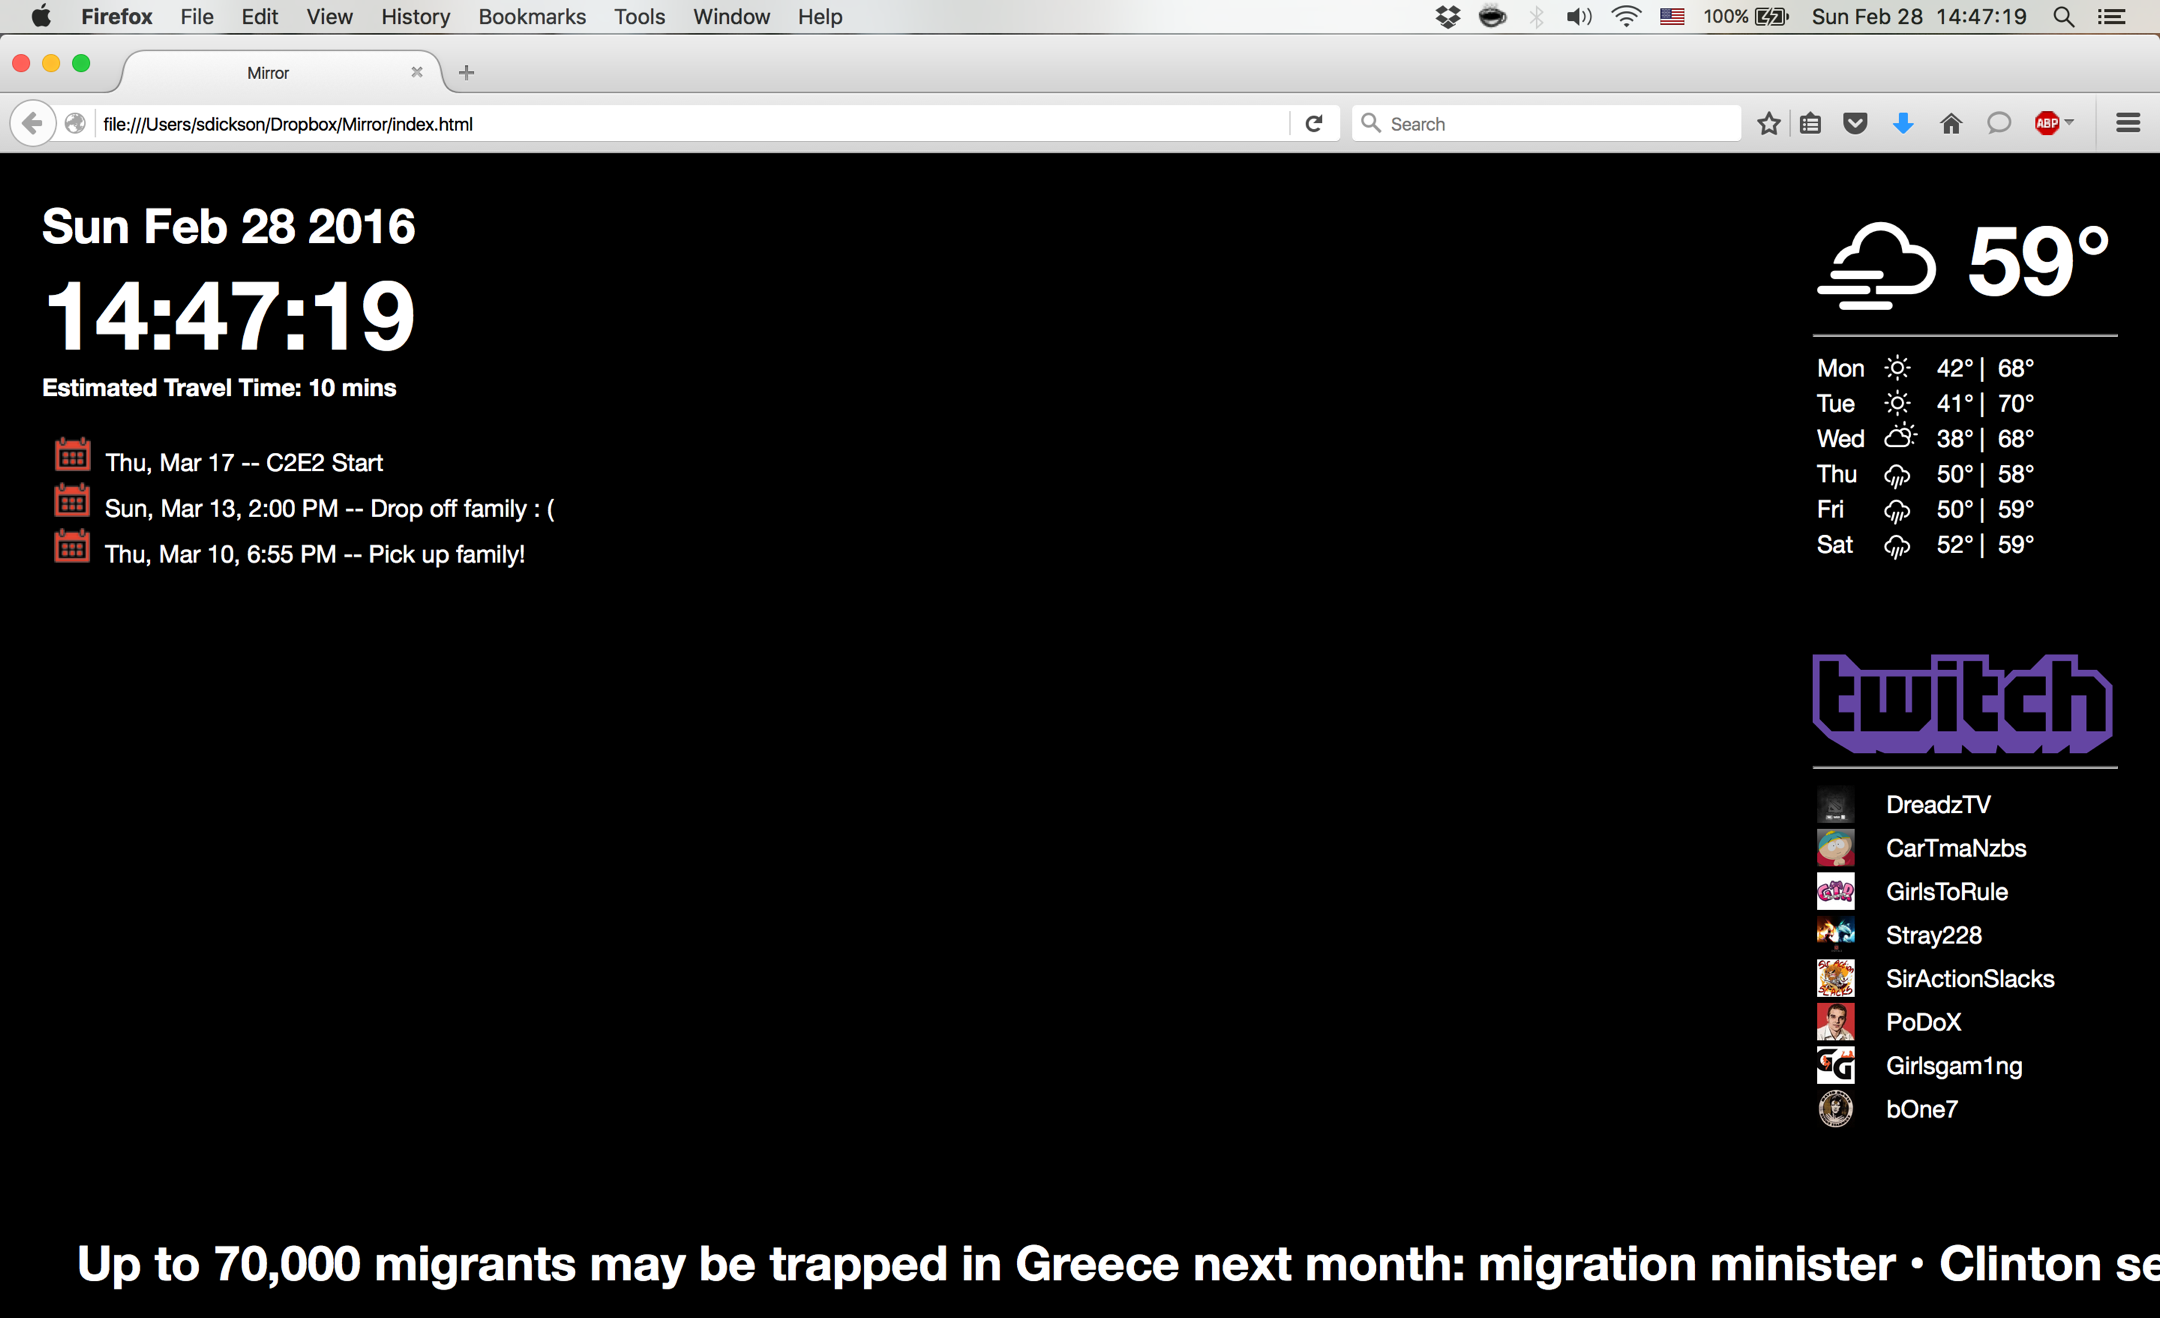 Firefox File Edit View History Bookmarks Tools Window Help 100% Sun Feb 28 14:47:19
Mirror
file:///Users/sdickson/Dropbox/Mirror/index.html Search ABP
Sun Feb 28 2016
14:47:19
Estimated Travel Time: 10 mins
Thu, Mar 17 -- C2E2 Start
Sun, Mar 13, 2:00 PM -- Drop off family : (
Thu, Mar 10, 6:55 PM -- Pick up family!
59°
Mon 42° | 68°
Tue 41° | 70°
Wed 38° | 68°
Thu 50° | 58°
Fri 50° | 59°
Sat 52° | 59°
twitch
DreadzTV
CarTmaNzbs
GirlsToRule
Stray228
SirActionSlacks
PoDoX
Girlsgam1ng
bOne7
Up to 70,000 migrants may be trapped in Greece next month: migration minister • Clinton se